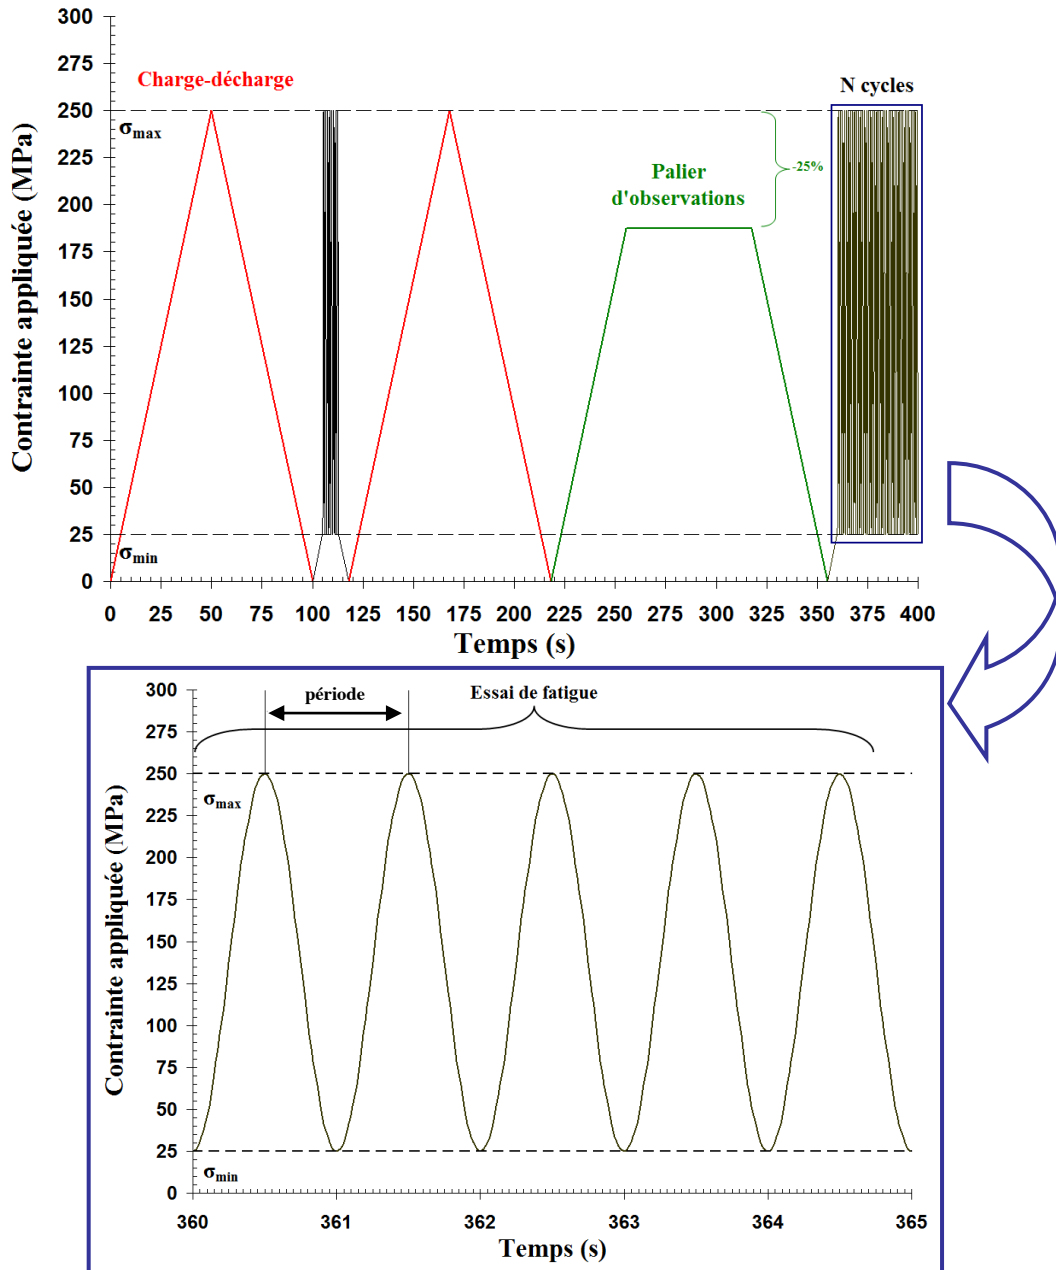 300
275
250
225
200
175
150
125
100
75
50
25
0
Contrainte appliquée (MPa)
Charge-décharge
N cycles
σmax
-25%
Palier
d'observations
σmin
0 25 50 75 100 125 150 175 200 225 250 275 300 325 350 375 400
Temps (s)
période
Essai de fatigue
300
275
250
225
200
175
150
125
100
75
50
25
0
Contrainte appliquée (MPa)
σmax
σmin
360 361 362 363 364 365
Temps (s)